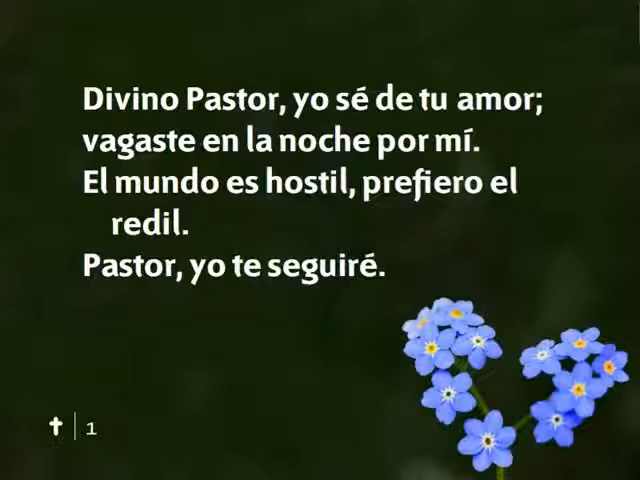 Divino Pastor, yo sé de tu amor;
vagaste en la noche por mí.
El mundo es hostil, prefiero el
redil.
Pastor, yo te seguiré.
✝ | 1